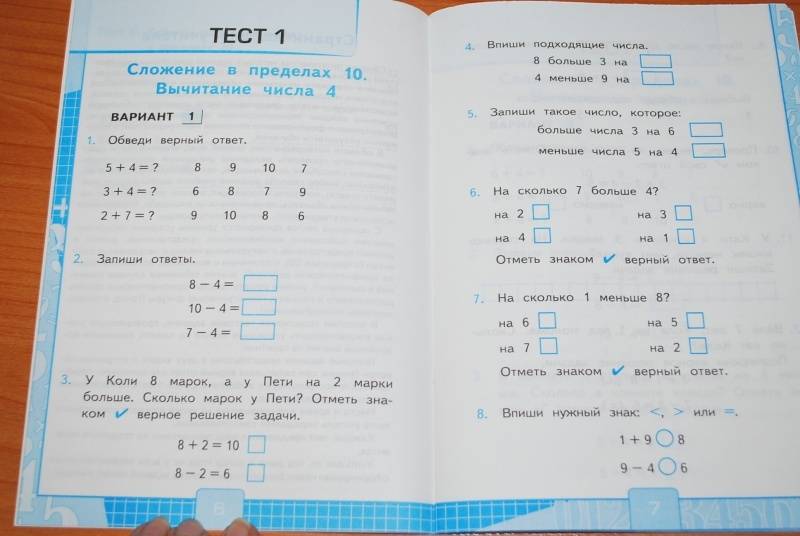 ТЕСТ 1
Сложение в пределах 10.
Вычитание числа 4
ВАРИАНТ 1
1. Обведи верный ответ.
5 + 4 = ? 8 9 10 7
3 + 4 = ? 6 8 7 9
2 + 7 = ? 9 10 8 6
2. Запиши ответы.
8 – 4 =
10 – 4 =
7 – 4 =
3. У Коли 8 марок, а у Пети на 2 марки
больше. Сколько марок у Пети? Отметь зна-
ком ✔ верное решение задачи.
8 + 2 = 10
8 – 2 = 6
6
4. Впиши подходящие числа.
8 больше 3 на
4 меньше 9 на
5. Запиши такое число, которое:
больше числа 3 на 6
меньше числа 5 на 4
6. На сколько 7 больше 4?
на 2 на 3
на 4 на 1
Отметь знаком ✔ верный ответ.
7. На сколько 1 меньше 8?
на 6 на 5
на 7 на 2
Отметь знаком ✔ верный ответ.
8. Впиши нужный знак: <, > или =.
1 + 9 8
9 – 4 6
7